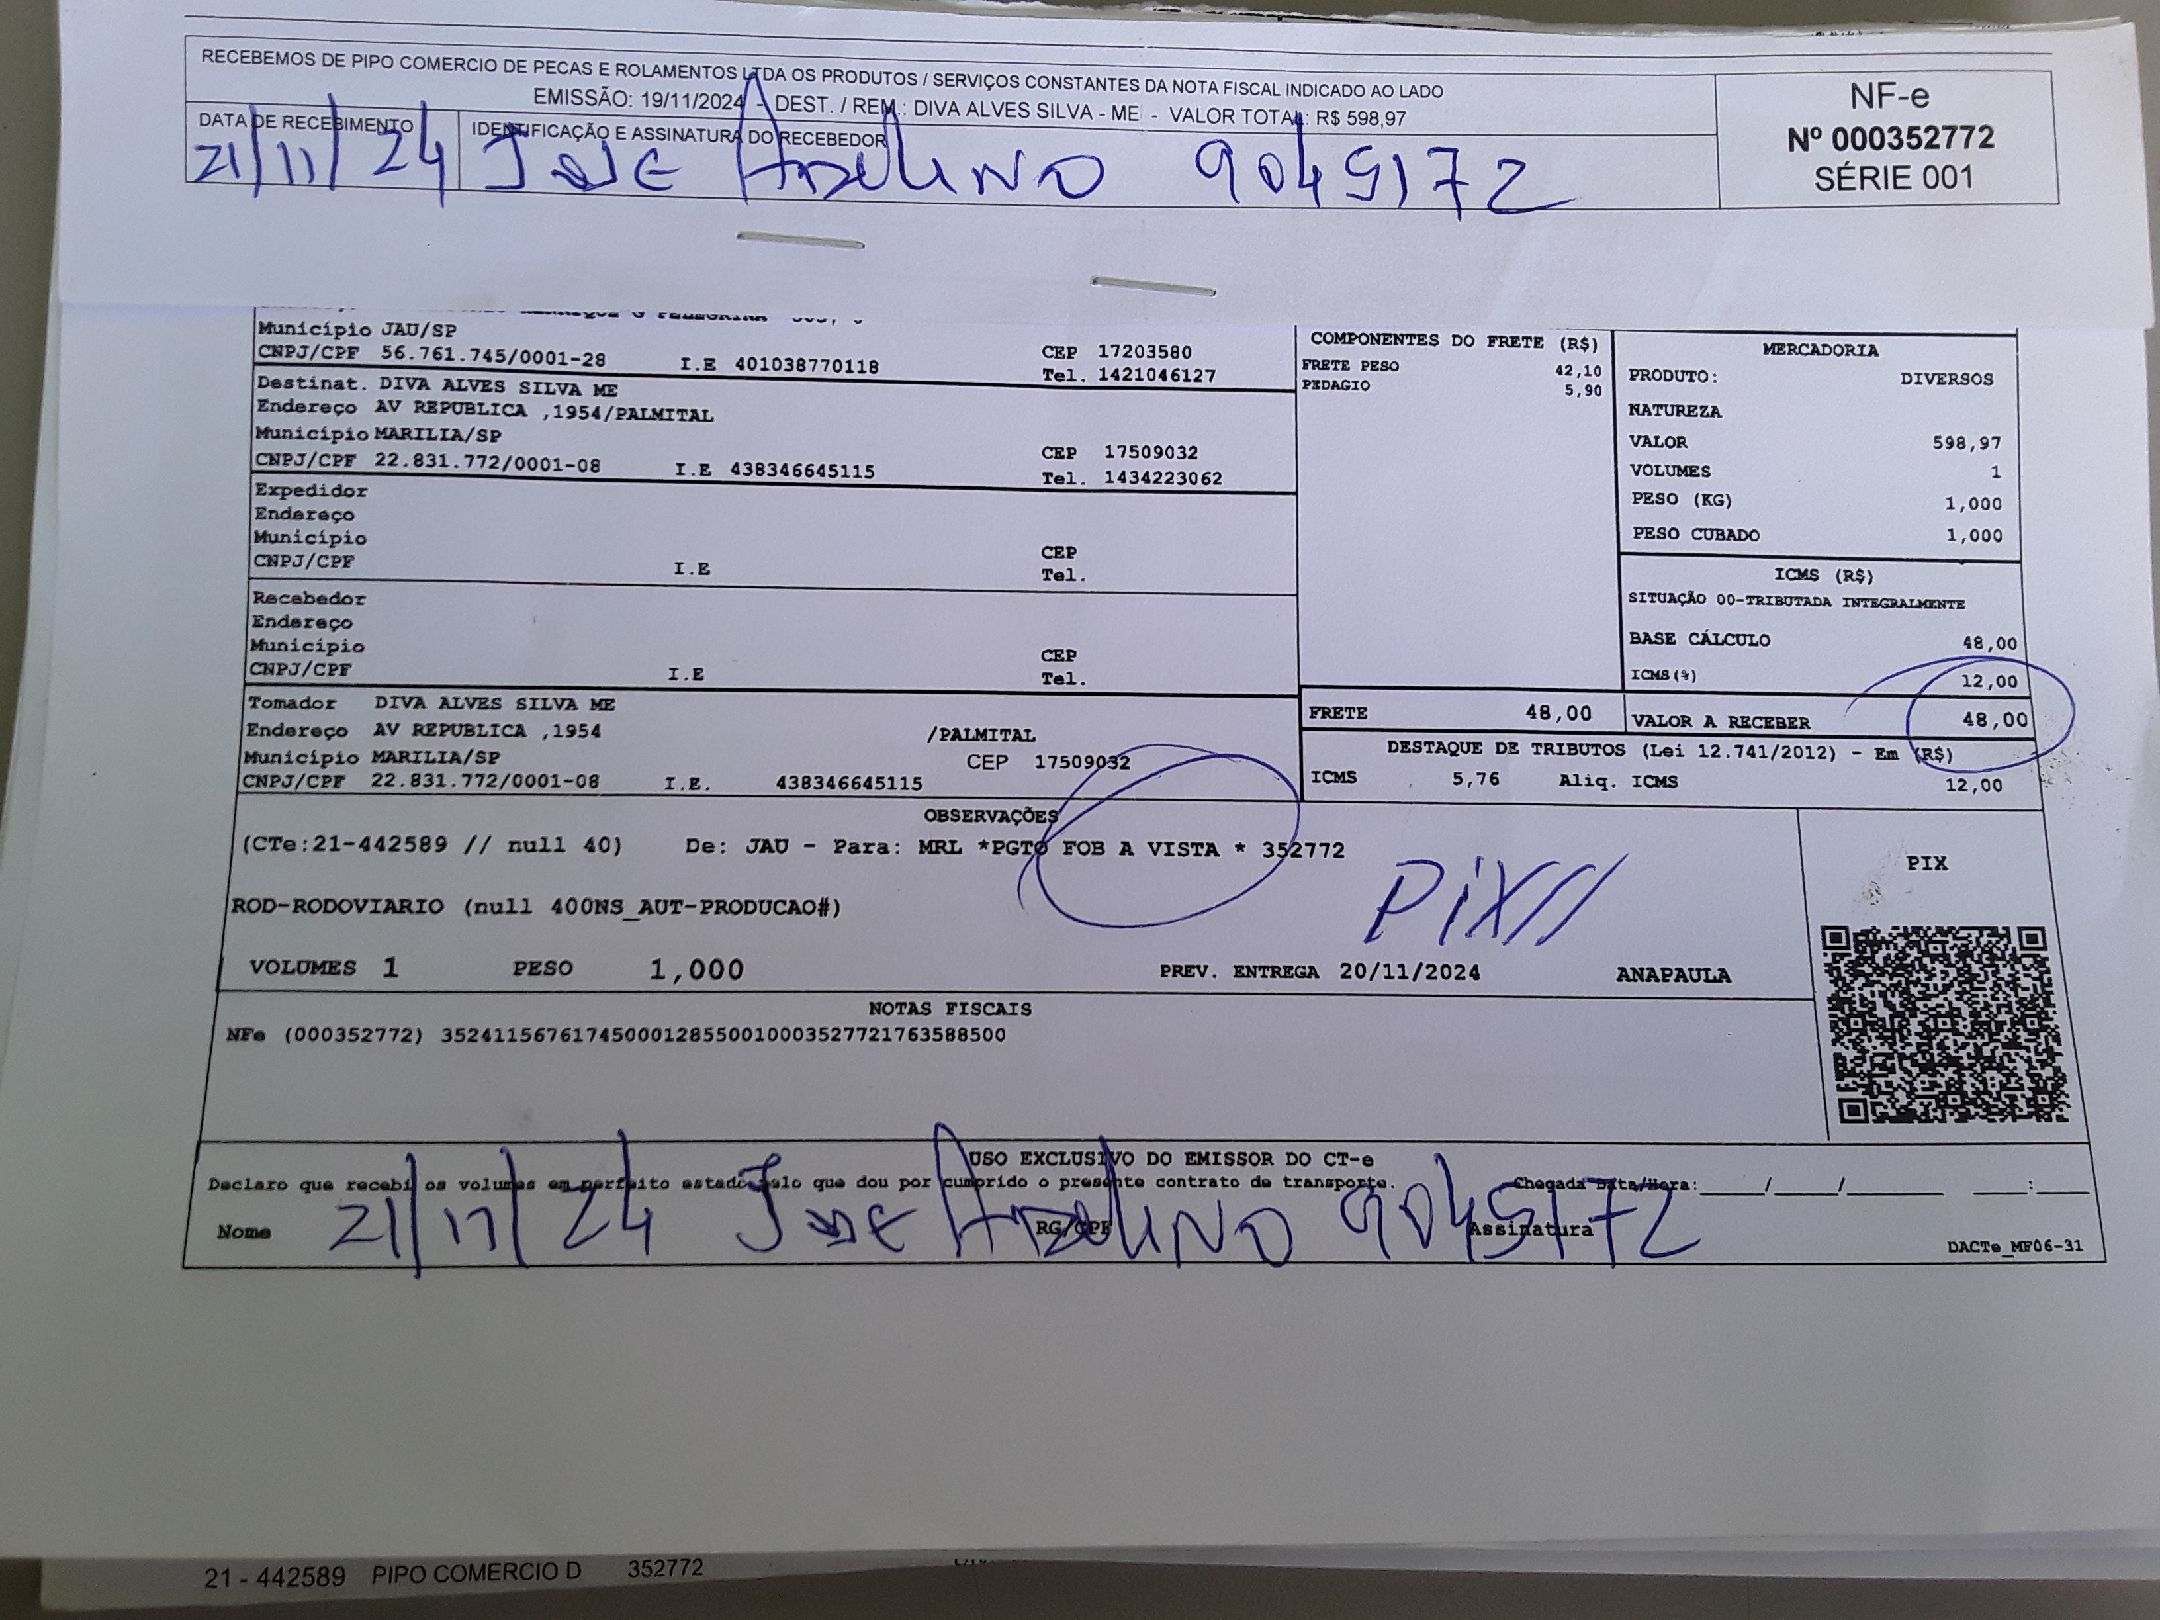 RECEBEMOS DE PIPO COMERCIO DE PECAS E ROLAMENTOS LTDA OS PRODUTOS / SERVIÇOS CONSTANTES DA NOTA FISCAL INDICADO AO LADO
EMISSÃO: 19/11/2024 - DEST. / REM.: DIVA ALVES SILVA - ME - VALOR TOTAL: R$ 598,97
NF-e
Nº 000352772
SÉRIE 001
DATA DE RECEBIMENTO
IDENTIFICAÇÃO E ASSINATURA DO RECEBEDOR
21/11/24 JOSE ADELINO 9045172
Município JAU/SP
CNPJ/CPF 56.761.745/0001-28 I.E 401038770118
CEP 17203580
Tel. 1421046127
Destinat. DIVA ALVES SILVA ME
Endereço AV REPUBLICA ,1954/PALMITAL
Município MARILIA/SP
CNPJ/CPF 22.831.772/0001-08 I.E 438346645115
CEP 17509032
Tel. 1434223062
Expedidor
Endereço
Município
CNPJ/CPF I.E
CEP
Tel.
Recebedor
Endereço
Município
CNPJ/CPF I.E
CEP
Tel.
Tomador DIVA ALVES SILVA ME
Endereço AV REPUBLICA ,1954 /PALMITAL
Município MARILIA/SP CEP 17509032
CNPJ/CPF 22.831.772/0001-08 I.E. 438346645115
COMPONENTES DO FRETE (R$)
FRETE PESO 42,10
PEDAGIO 5,90
MERCADORIA
PRODUTO: DIVERSOS
NATUREZA
VALOR 598,97
VOLUMES 1
PESO (KG) 1,000
PESO CUBADO 1,000
ICMS (R$)
SITUAÇÃO 00-TRIBUTADA INTEGRALMENTE
BASE CÁLCULO 48,00
ICMS(%) 12,00
FRETE 48,00
VALOR A RECEBER 48,00
DESTAQUE DE TRIBUTOS (Lei 12.741/2012) - Em (R$)
ICMS 5,76 Aliq. ICMS 12,00
OBSERVAÇÕES
(CTe:21-442589 // null 40) De: JAU - Para: MRL *PGTO FOB A VISTA * 352772
PIX//
PIX
ROD-RODOVIARIO (null 400NS_AUT-PRODUCAO#)
VOLUMES 1 PESO 1,000 PREV. ENTREGA 20/11/2024 ANAPAULA
NOTAS FISCAIS
NFe (000352772) 35241156761745000128550010003527721763588500
USO EXCLUSIVO DO EMISSOR DO CT-e
Declaro que recebi os volumes em perfeito estado pelo que dou por cumprido o presente contrato de transporte. Chegada Data/Hora:_____/_____/________ ____:____
Nome RG/CPF Assinatura
21/11/24 JOSE ADELINO 9045172
DACTe_MF06-31
21 - 442589 PIPO COMERCIO D 352772